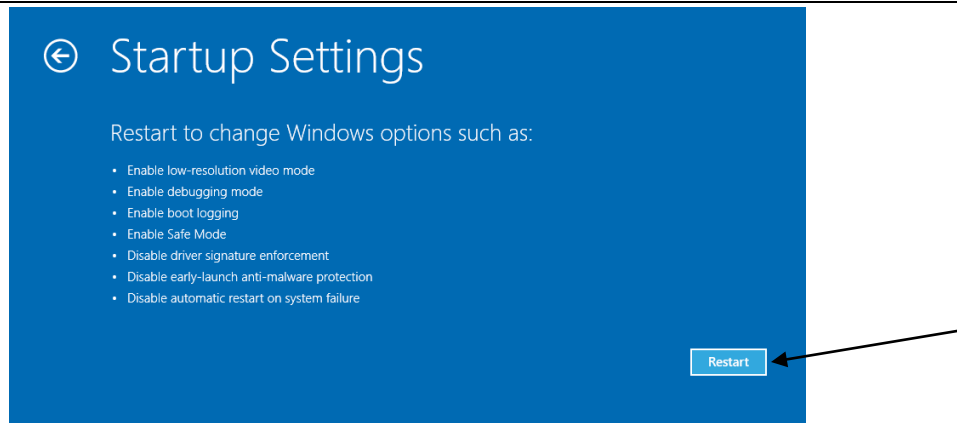 Startup Settings
Restart to change Windows options such as:
• Enable low-resolution video mode
• Enable debugging mode
• Enable boot logging
• Enable Safe Mode
• Disable driver signature enforcement
• Disable early-launch anti-malware protection
• Disable automatic restart on system failure
Restart